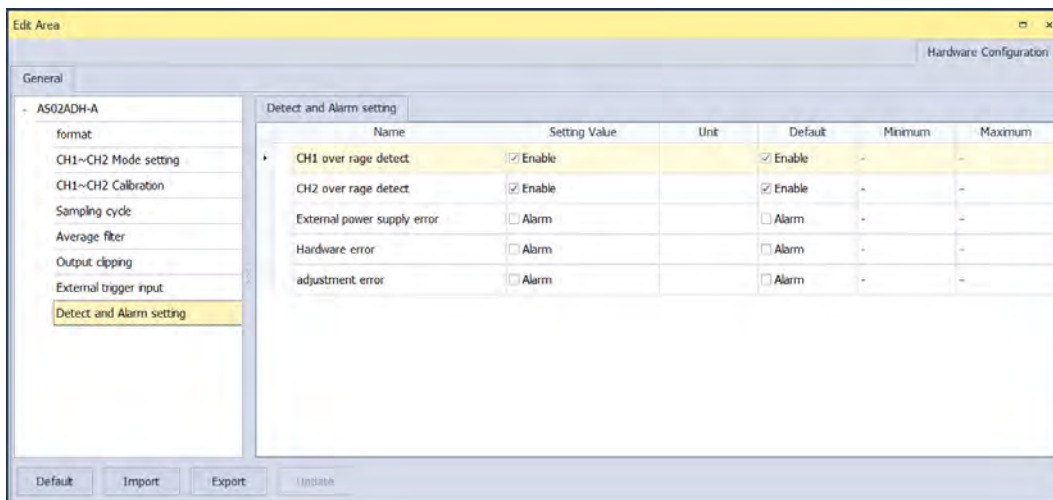 Edit Area
Hardware Configuration
General
- AS02ADH-A
format
CH1~CH2 Mode setting
CH1~CH2 Calibration
Sampling cycle
Average filter
Output clipping
External trigger input
Detect and Alarm setting
Detect and Alarm setting
Name Setting Value Unit Default Minimum Maximum
CH1 over rage detect Enable Enable - -
CH2 over rage detect Enable Enable - -
External power supply error Alarm Alarm - -
Hardware error Alarm Alarm - -
adjustment error Alarm Alarm - -
Default Import Export Update